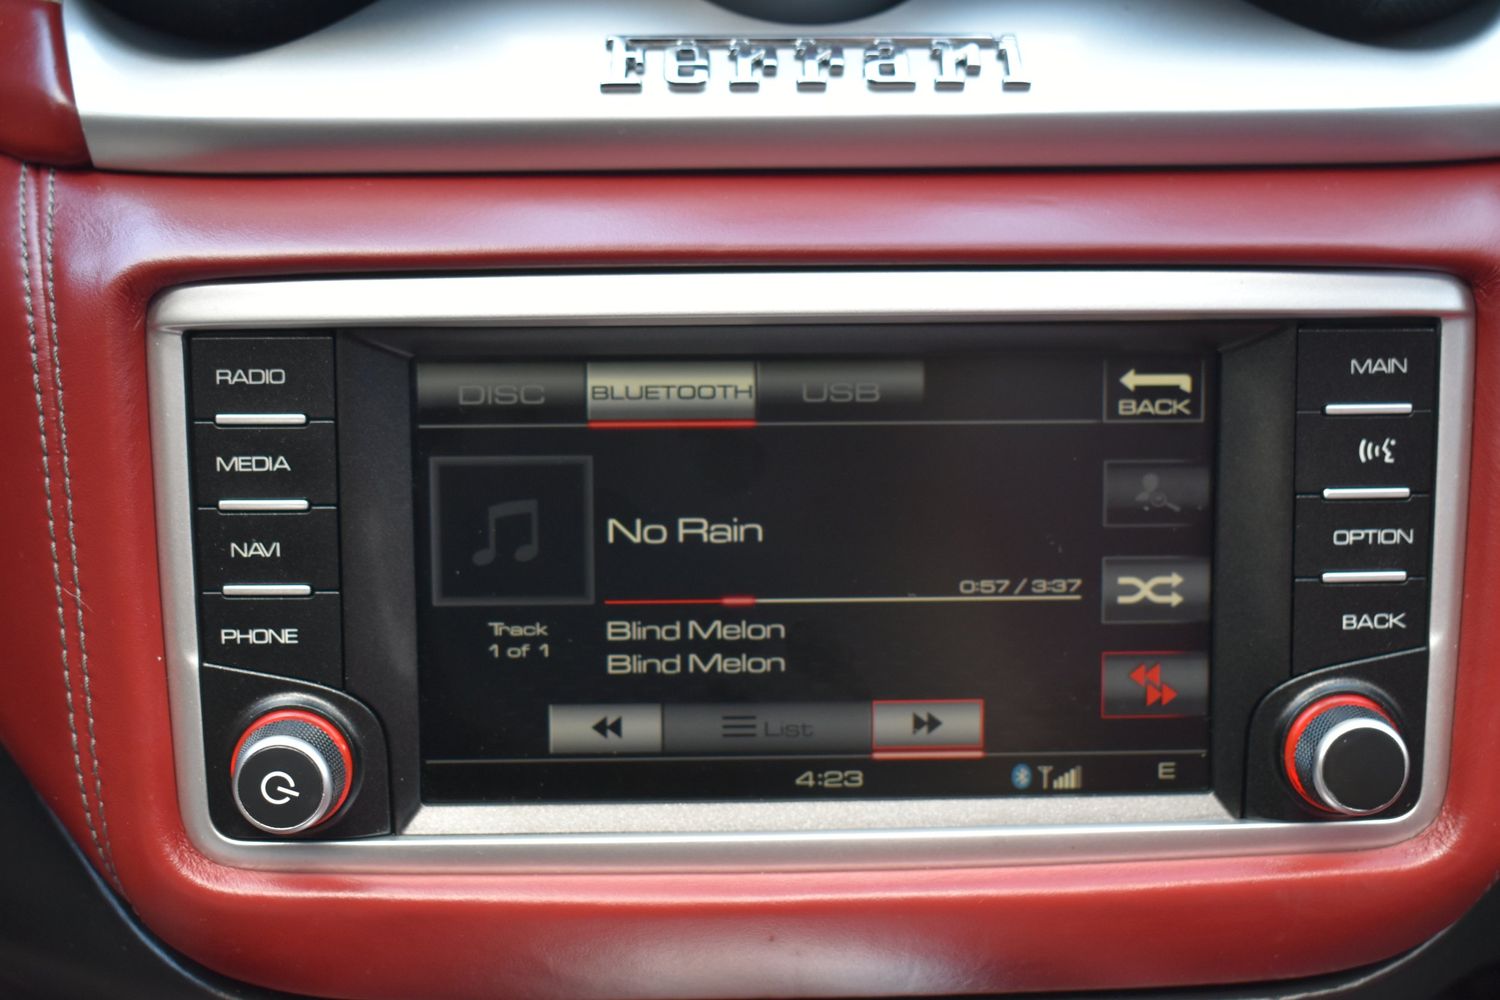 Ferrari
RADIO
MEDIA
NAVI
PHONE
DISC
BLUETOOTH
USB
BACK
No Rain
0:57 / 3:37
Track
1 of 1
Blind Melon
Blind Melon
List
4:23
E
MAIN
OPTION
BACK